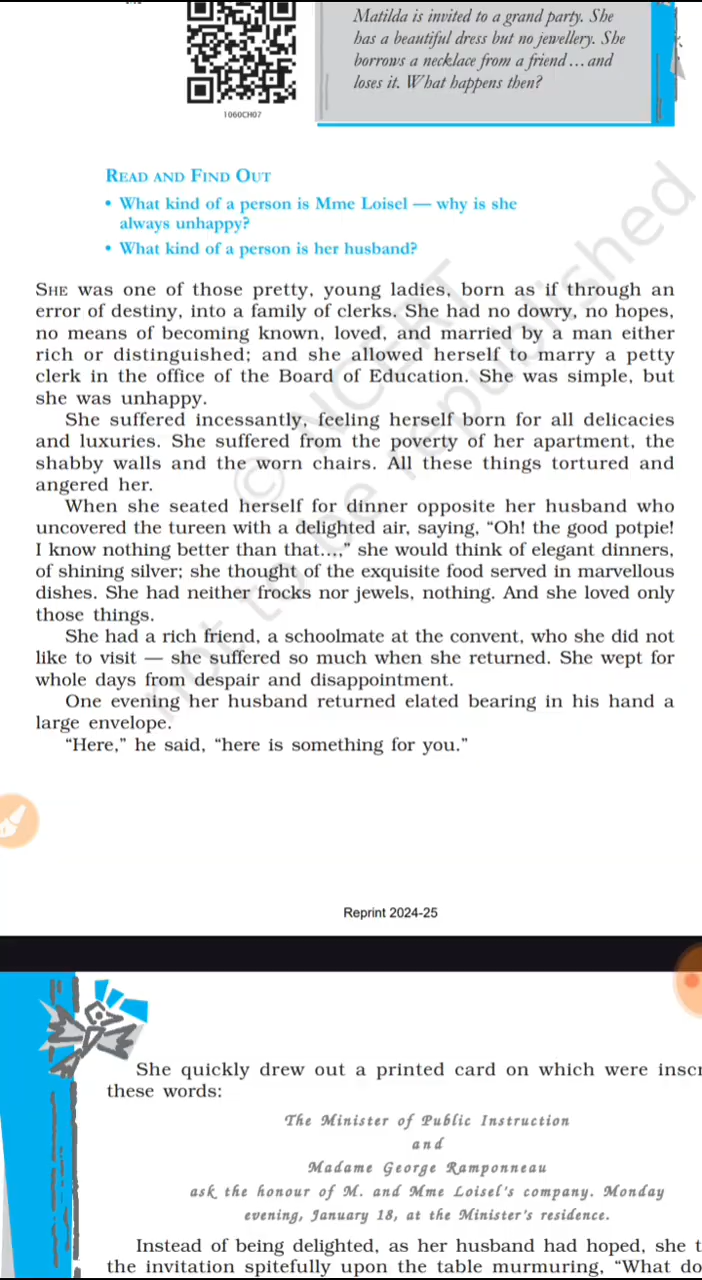 Matilda is invited to a grand party. She
has a beautiful dress but no jewellery. She
borrows a necklace from a friend ... and
loses it. What happens then?
1060CH07
READ AND FIND OUT
• What kind of a person is Mme Loisel — why is she
always unhappy?
• What kind of a person is her husband?
SHE was one of those pretty, young ladies, born as if through an
error of destiny, into a family of clerks. She had no dowry, no hopes,
no means of becoming known, loved, and married by a man either
rich or distinguished; and she allowed herself to marry a petty
clerk in the office of the Board of Education. She was simple, but
she was unhappy.
She suffered incessantly, feeling herself born for all delicacies
and luxuries. She suffered from the poverty of her apartment, the
shabby walls and the worn chairs. All these things tortured and
angered her.
When she seated herself for dinner opposite her husband who
uncovered the tureen with a delighted air, saying, “Oh! the good potpie!
I know nothing better than that...,” she would think of elegant dinners,
of shining silver; she thought of the exquisite food served in marvellous
dishes. She had neither frocks nor jewels, nothing. And she loved only
those things.
She had a rich friend, a schoolmate at the convent, who she did not
like to visit — she suffered so much when she returned. She wept for
whole days from despair and disappointment.
One evening her husband returned elated bearing in his hand a
large envelope.
“Here,” he said, “here is something for you.”
© NCERT
not to be republished
Reprint 2024-25
She quickly drew out a printed card on which were inscr
these words:
The Minister of Public Instruction
and
Madame George Ramponneau
ask the honour of M. and Mme Loisel's company. Monday
evening, January 18, at the Minister's residence.
Instead of being delighted, as her husband had hoped, she t
the invitation spitefully upon the table murmuring, “What do